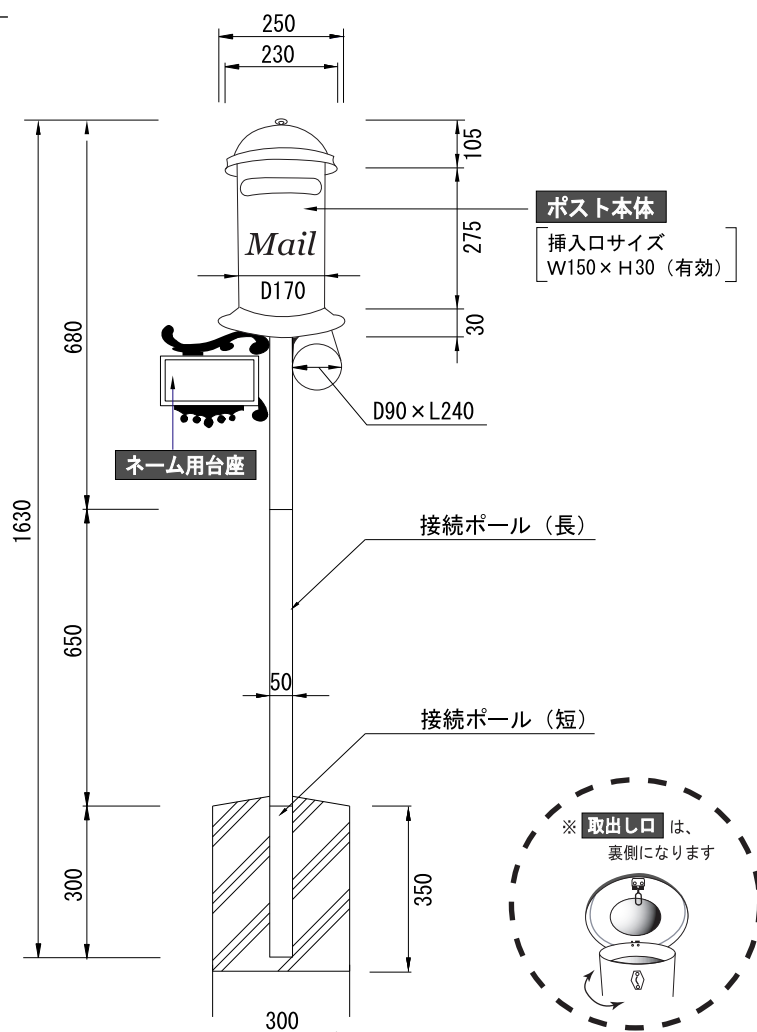 250
230
105
275
30
ポスト本体
挿入口サイズ
W150×H30（有効）
Mail
D170
680
D90×L240
ネーム用台座
1630
接続ポール（長）
650
50
接続ポール（短）
※ 取出し口 は、
裏側になります
300
350
300